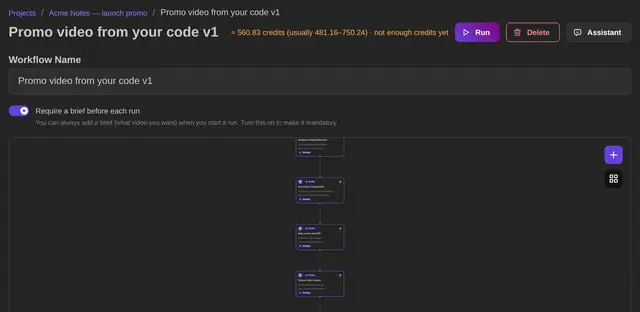 Projects / Acme Notes — launch promo / Promo video from your code v1
Promo video from your code v1
≈ 560.83 credits (usually 481.16–750.24) · not enough credits yet
Run
Delete
Assistant
Workflow Name
Promo video from your code v1
Require a brief before each run
You can always add a brief (what video you want) when you start a run. Turn this on to make it mandatory